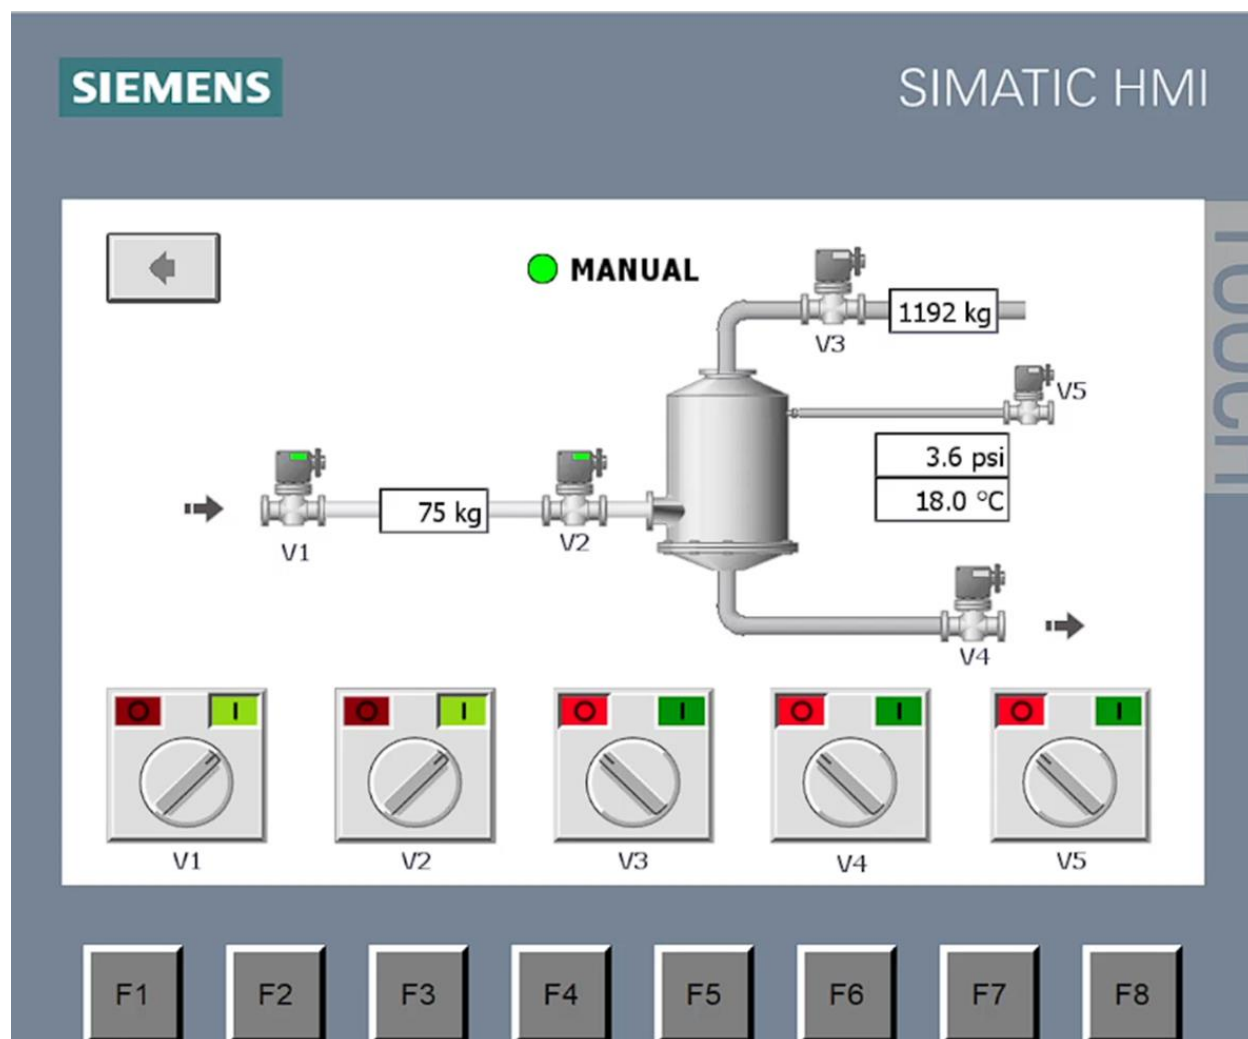 SIEMENS
SIMATIC HMI
MANUAL
1192 kg
V3
V5
3.6 psi
18.0 °C
75 kg
V1
V2
V4
O I
O I
O I
O I
O I
V1
V2
V3
V4
V5
F1
F2
F3
F4
F5
F6
F7
F8